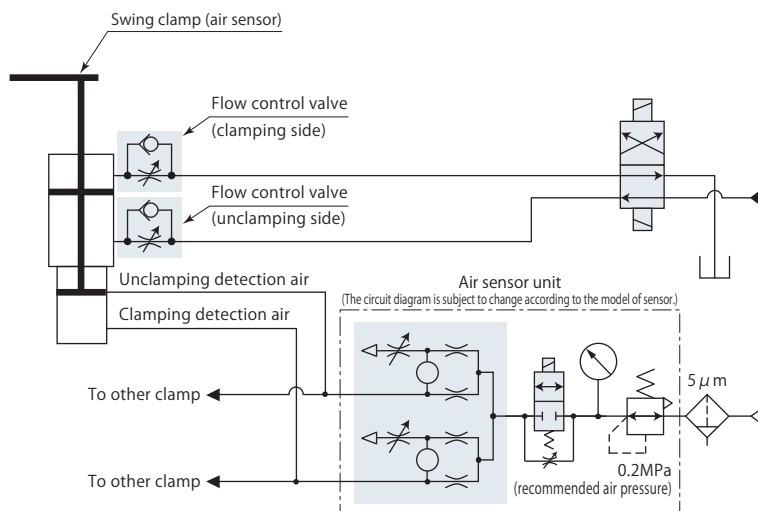 Swing clamp (air sensor)
Flow control valve
(clamping side)
Flow control valve
(unclamping side)
Unclamping detection air
Clamping detection air
Air sensor unit
(The circuit diagram is subject to change according to the model of sensor.)
To other clamp
5 μm
To other clamp
0.2MPa
(recommended air pressure)